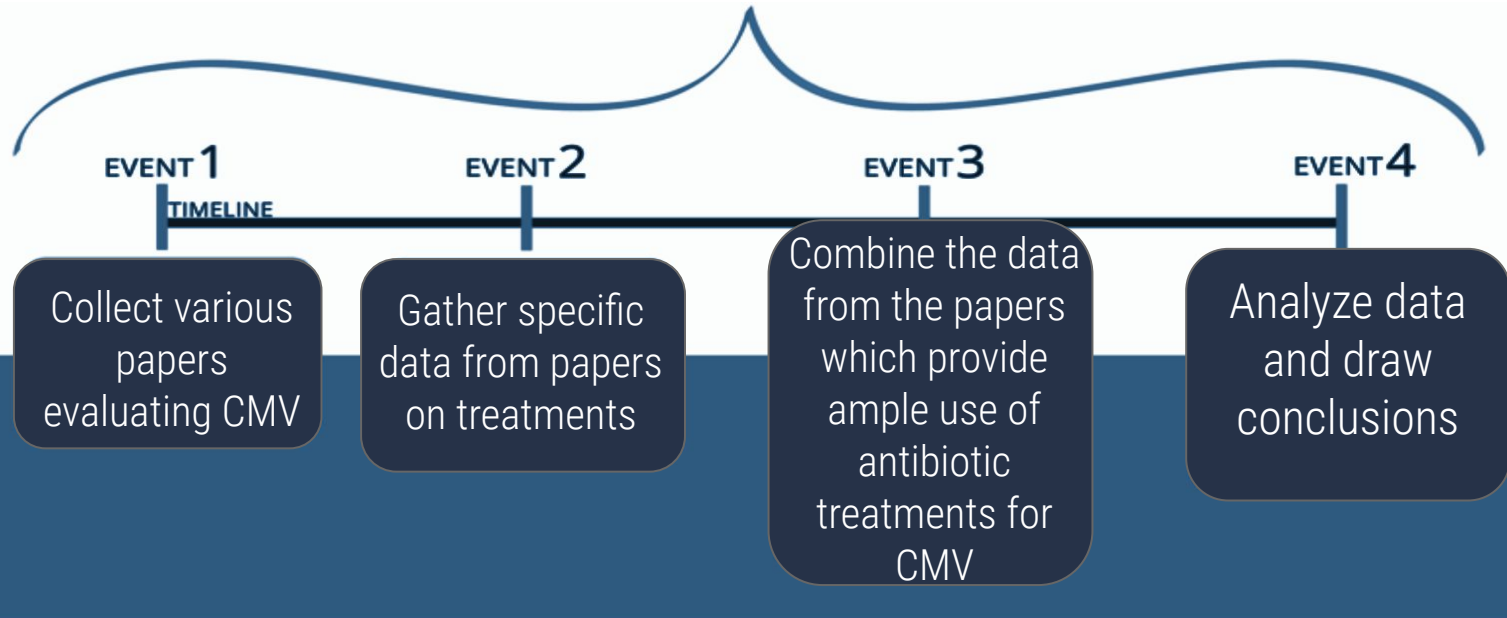 EVENT 1
EVENT 2
EVENT 3
EVENT 4
TIMELINE
Collect various
papers
evaluating CMV
Gather specific
data from papers
on treatments
Combine the data
from the papers
which provide
ample use of
antibiotic
treatments for
CMV
Analyze data
and draw
conclusions